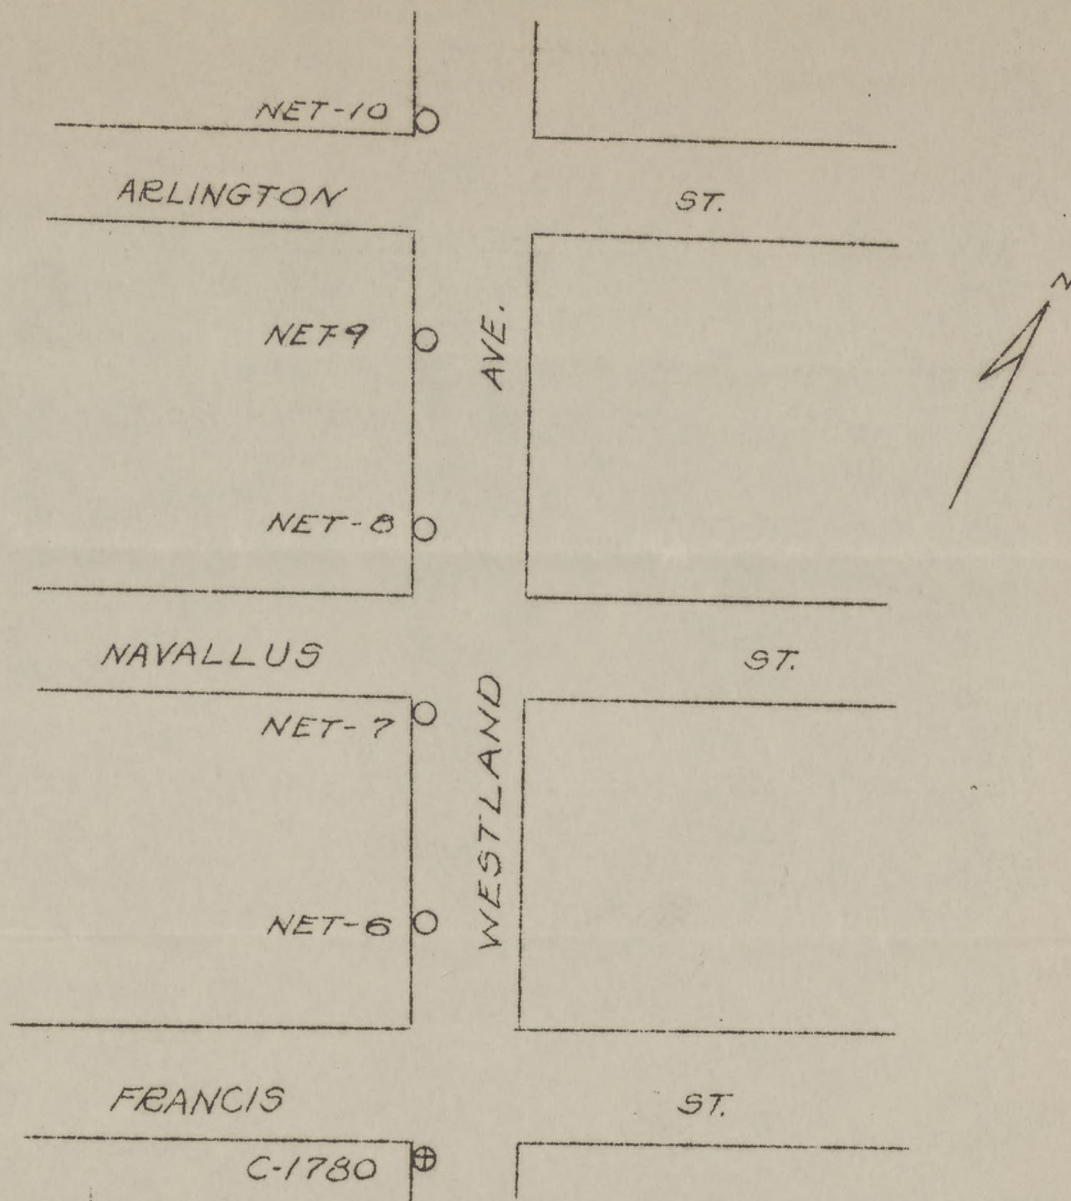 NET-10
ARLINGTON ST.
N
NET-9
AVE.
NET-8
NAVALLUS ST.
NET-7
WESTLAND
NET-6
FRANCIS ST.
C-1780